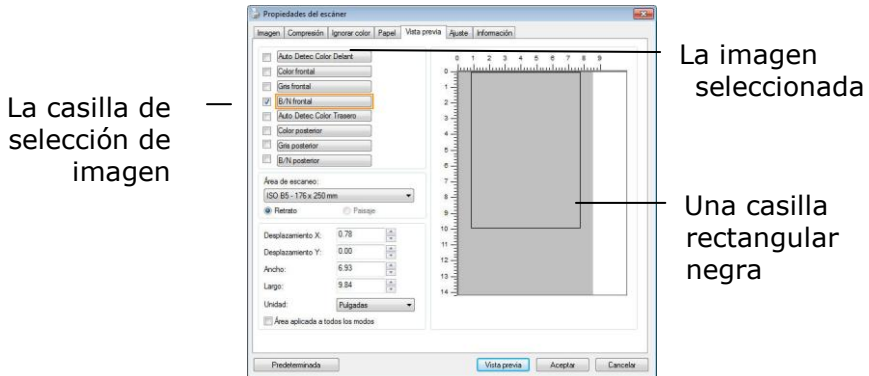 Propiedades del escáner
Imagen Compresión Ignorar color Papel Vista previa Ajuste Información
Auto Detec Color Delant
Color frontal
Gris frontal
B/N frontal
Auto Detec Color Trasero
Color posterior
Gris posterior
B/N posterior
Área de escaneo:
ISO B5 - 176 x 250 mm
Retrato Paisaje
Desplazamiento X: 0.78
Desplazamiento Y: 0.00
Ancho: 6.93
Largo: 9.84
Unidad: Pulgadas
Área aplicada a todos los modos
0 1 2 3 4 5 6 7 8 9
0
1
2
3
4
5
6
7
8
9
10
11
12
13
14
Predeterminada Vista previa Aceptar Cancelar
La casilla de
selección de
imagen
La imagen
seleccionada
Una casilla
rectangular
negra